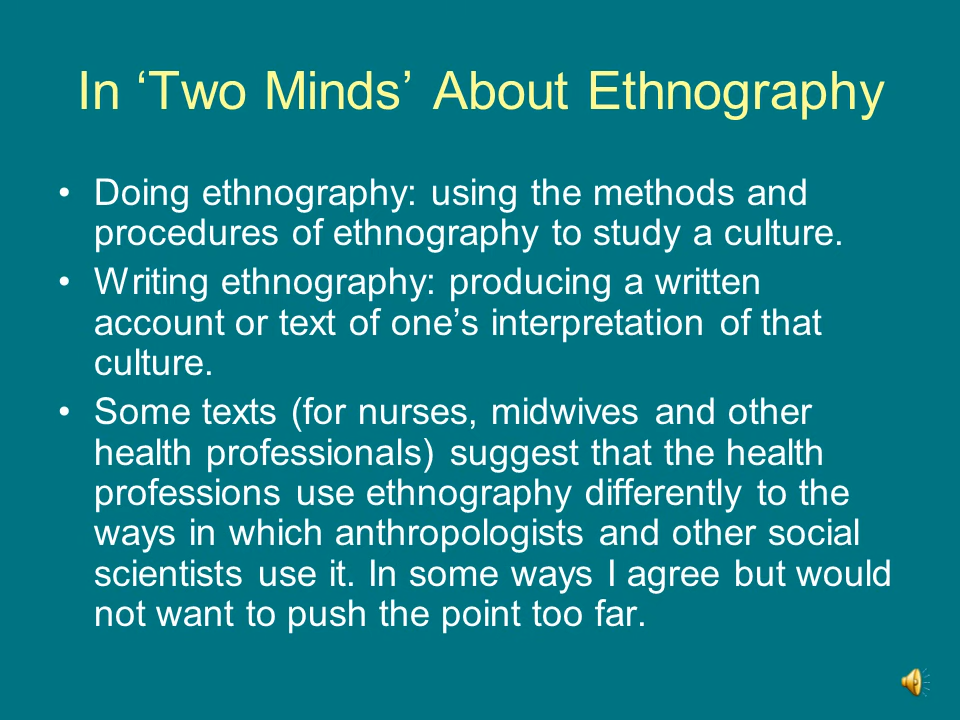 In ‘Two Minds’ About Ethnography
• Doing ethnography: using the methods and
procedures of ethnography to study a culture.
• Writing ethnography: producing a written
account or text of one’s interpretation of that
culture.
• Some texts (for nurses, midwives and other
health professionals) suggest that the health
professions use ethnography differently to the
ways in which anthropologists and other social
scientists use it. In some ways I agree but would
not want to push the point too far.